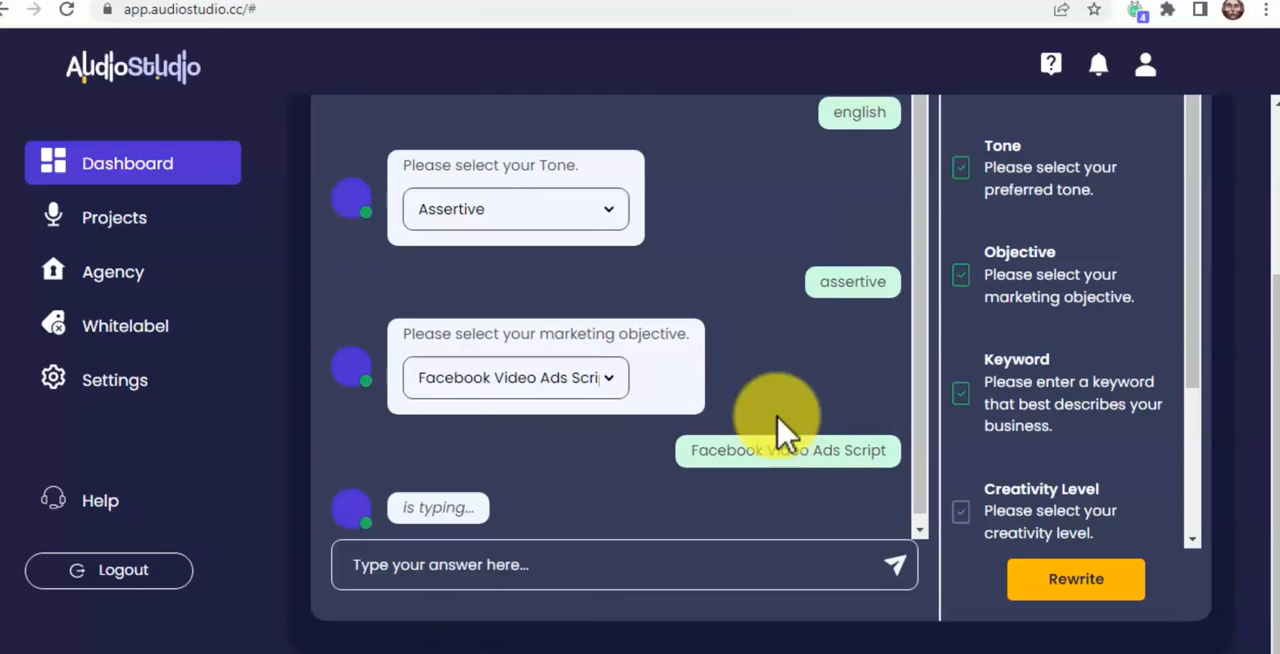 app.audiostudio.cc/#
4
AudioStudio
Dashboard
Projects
Agency
Whitelabel
Settings
Help
Logout
english
Please select your Tone.
Assertive
assertive
Please select your marketing objective.
Facebook Video Ads Scri
Facebook Video Ads Script
is typing...
Type your answer here...
Tone
Please select your
preferred tone.
Objective
Please select your
marketing objective.
Keyword
Please enter a keyword
that best describes your
business.
Creativity Level
Please select your
creativity level.
Rewrite